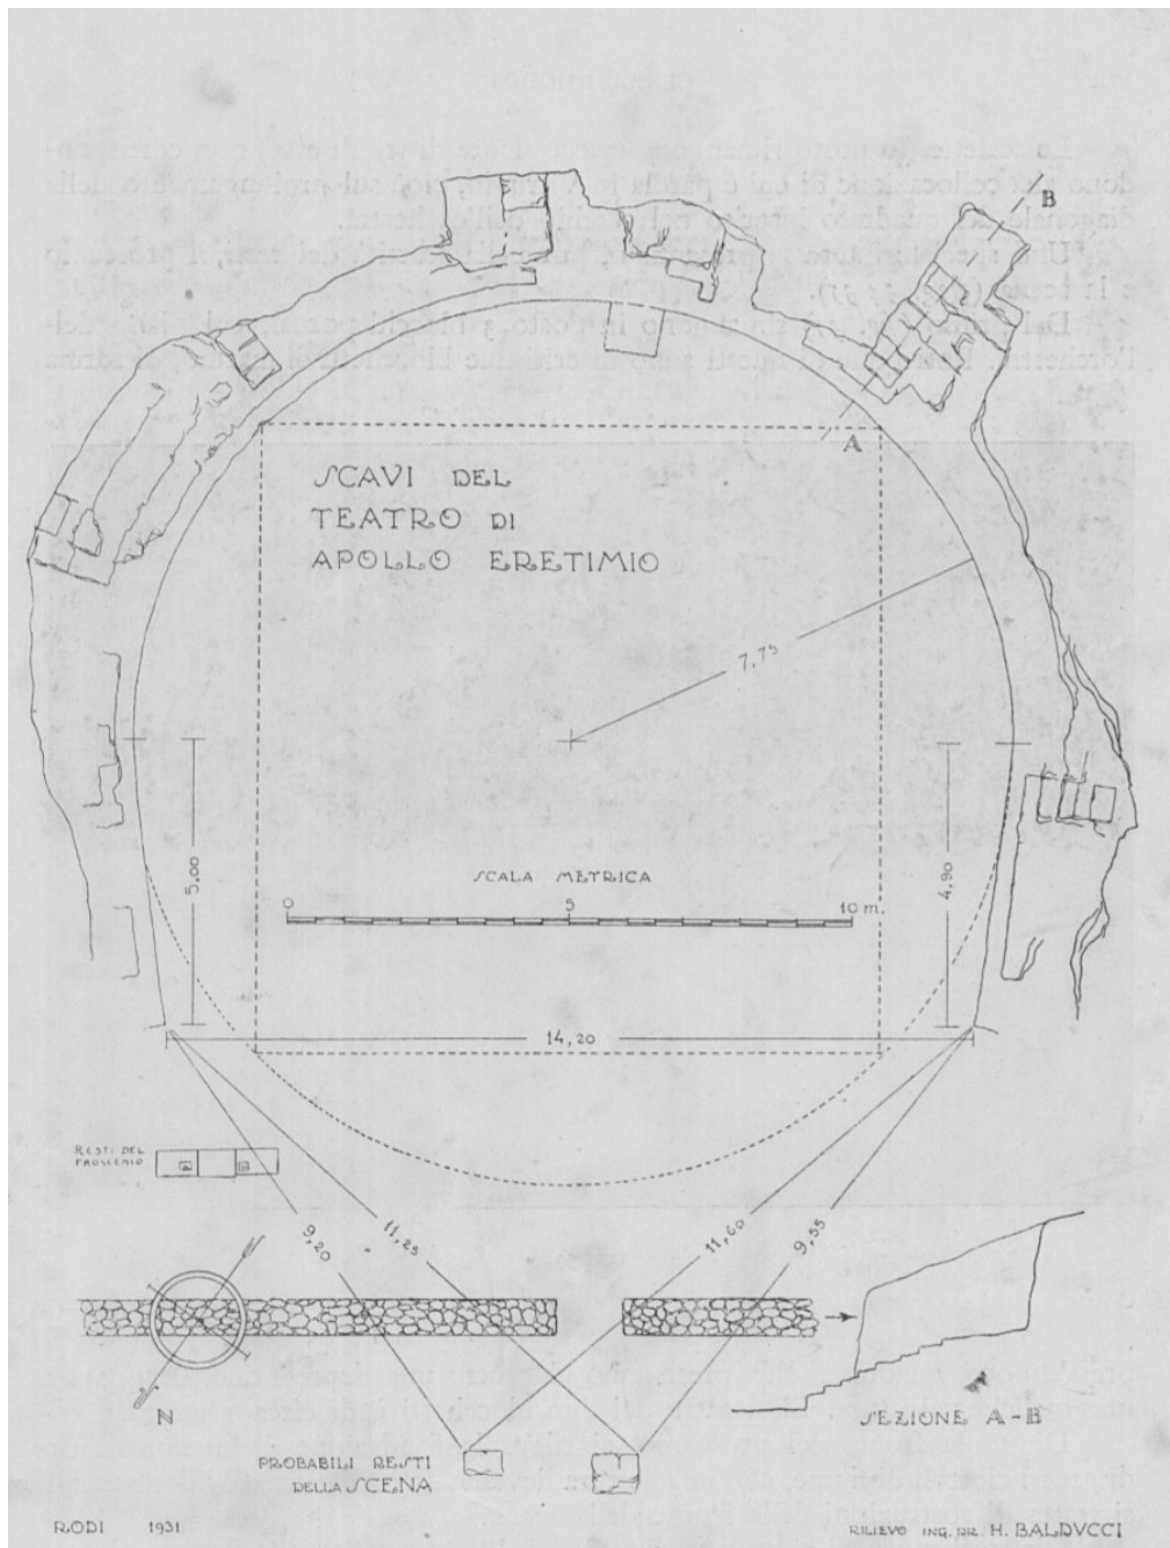 B
A
SCAVI DEL
TEATRO DI
APOLLO ERETIMIO
7,75
5,00
4,90
SCALA METRICA
0 5 10 m.
14,20
RESTI DEL
PROSCENIO
9,20
11,25
11,60
9,55
N
SEZIONE A-B
PROBABILI RESTI
DELLA SCENA
RODI 1931
RILIEVO ING. DR. H. BALDVCCI